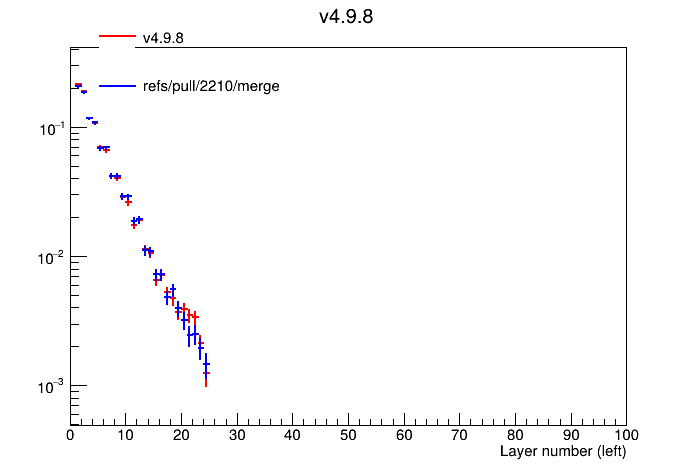 v4.9.8
v4.9.8
refs/pull/2210/merge
10⁻¹
10⁻²
10⁻³
0 10 20 30 40 50 60 70 80 90 100
Layer number (left)